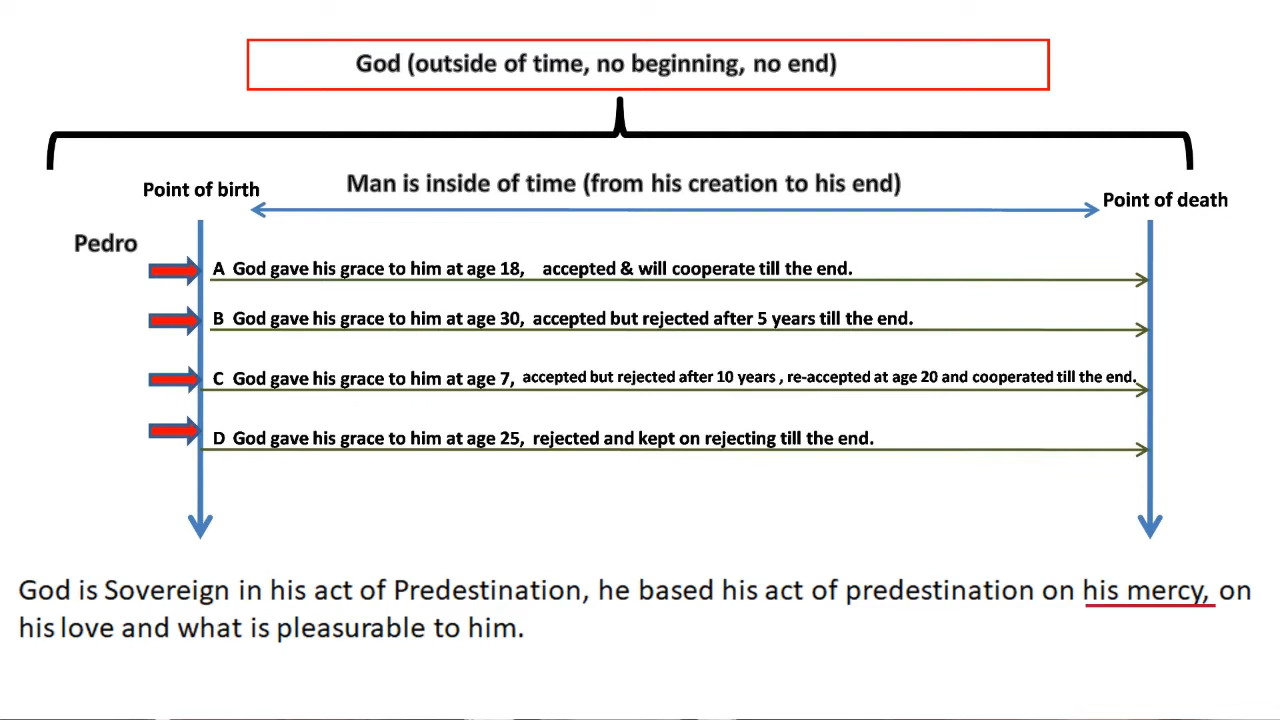 God (outside of time, no beginning, no end)
Point of birth
Man is inside of time (from his creation to his end)
Point of death
Pedro
A God gave his grace to him at age 18, accepted & will cooperate till the end.
B God gave his grace to him at age 30, accepted but rejected after 5 years till the end.
C God gave his grace to him at age 7, accepted but rejected after 10 years , re-accepted at age 20 and cooperated till the end.
D God gave his grace to him at age 25, rejected and kept on rejecting till the end.
God is Sovereign in his act of Predestination, he based his act of predestination on his mercy, on
his love and what is pleasurable to him.